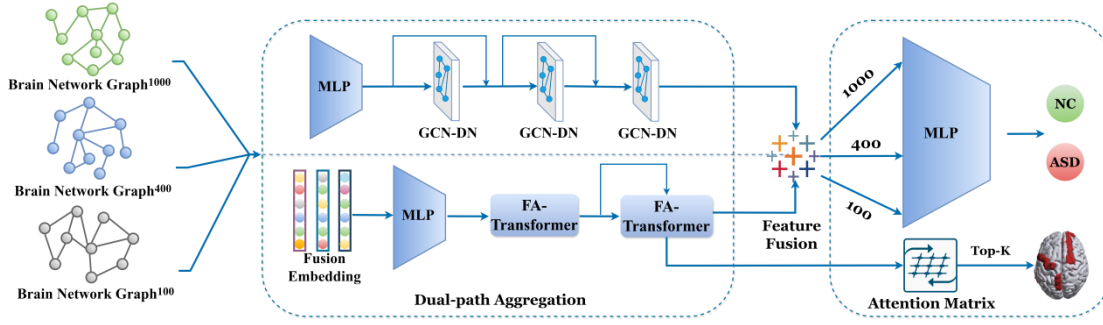 Brain Network Graph1000
Brain Network Graph400
Brain Network Graph100
MLP
GCN-DN
GCN-DN
GCN-DN
Fusion
Embedding
MLP
FA-
Transformer
FA-
Transformer
Dual-path Aggregation
Feature
Fusion
1000
400
100
MLP
NC
ASD
Attention Matrix
Top-K